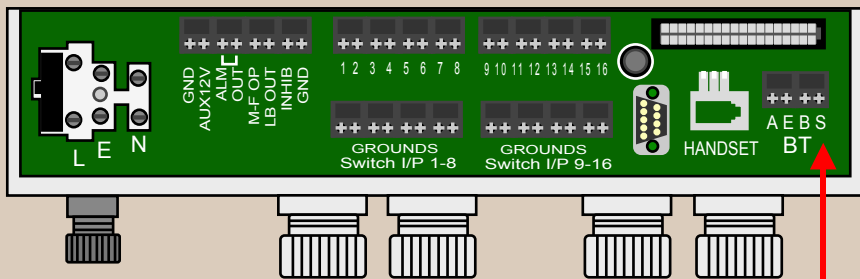 GND
AUX12V
ALM
OUT
M-F OP
LB OUT
INHIB
GND
1 2 3 4 5 6 7 8
9 10 11 12 13 14 15 16
L E N
GROUNDS
Switch I/P 1-8
GROUNDS
Switch I/P 9-16
HANDSET
A E B S
BT